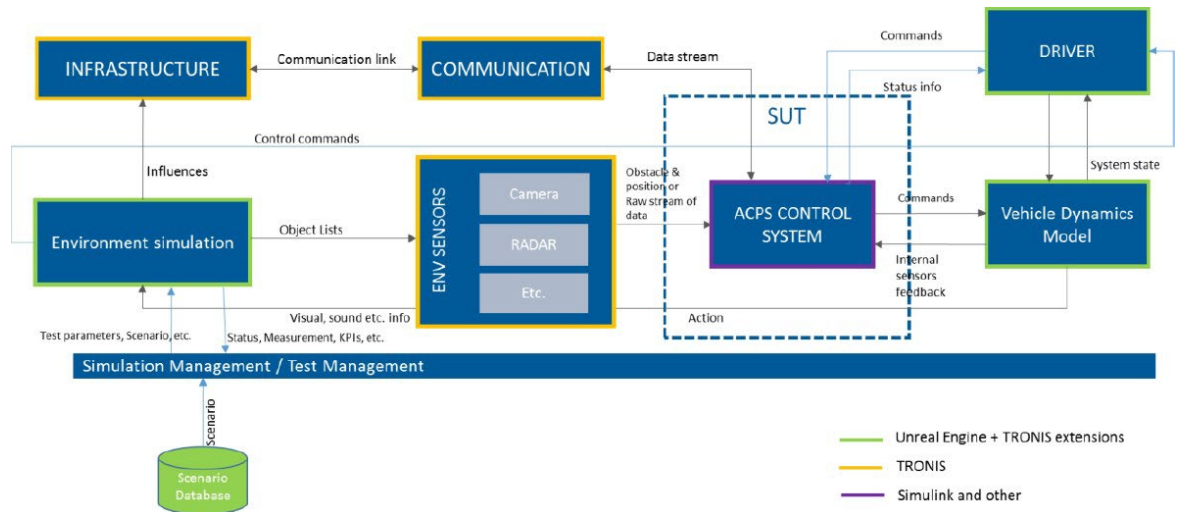 Commands
DRIVER
INFRASTRUCTURE
Communication link
COMMUNICATION
Data stream
Status info
SUT
Control commands
Influences
System state
Obstacle &
position or
Raw stream of
data
Environment simulation
Object Lists
ENV SENSORS
Camera
RADAR
Etc.
ACPS CONTROL
SYSTEM
Commands
Vehicle Dynamics
Model
Internal
sensors
feedback
Visual, sound etc. info
Action
Test parameters, Scenario, etc.
Status, Measurement, KPIs, etc.
Simulation Management / Test Management
Scenario
Scenario
Database
Unreal Engine + TRONIS extensions
TRONIS
Simulink and other